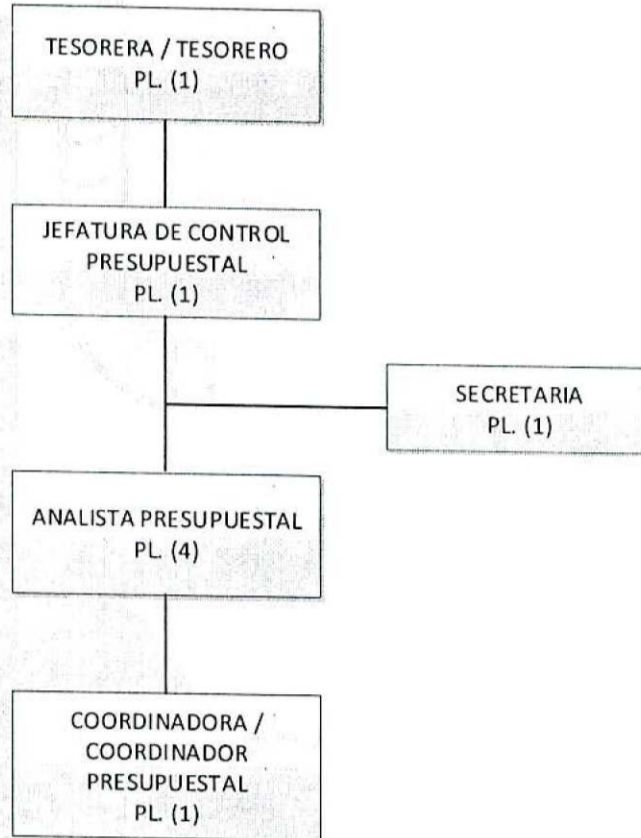 TESORERA / TESORERO
PL. (1)
JEFATURA DE CONTROL
PRESUPUESTAL
PL. (1)
SECRETARIA
PL. (1)
ANALISTA PRESUPUESTAL
PL. (4)
COORDINADORA /
COORDINADOR
PRESUPUESTAL
PL. (1)